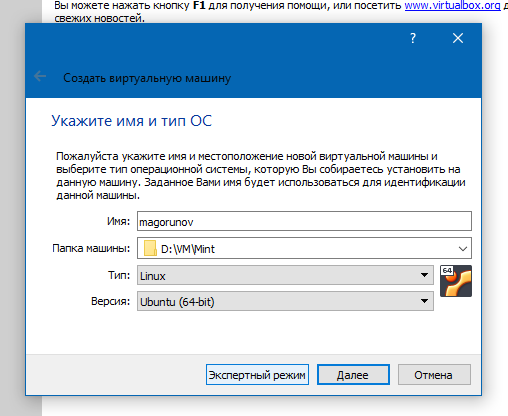 Вы можете нажать кнопку F1 для получения помощи, или посетить www.virtualbox.org д
свежих новостей.
?
Создать виртуальную машину
Укажите имя и тип ОС
Пожалуйста укажите имя и местоположение новой виртуальной машины и
выберите тип операционной системы, которую Вы собираетесь установить на
данную машину. Заданное Вами имя будет использоваться для идентификации
данной машины.
Имя: magorunov
Папка машины: D:\VM\Mint
Тип: Linux
64
Версия: Ubuntu (64-bit)
Экспертный режим Далее Отмена